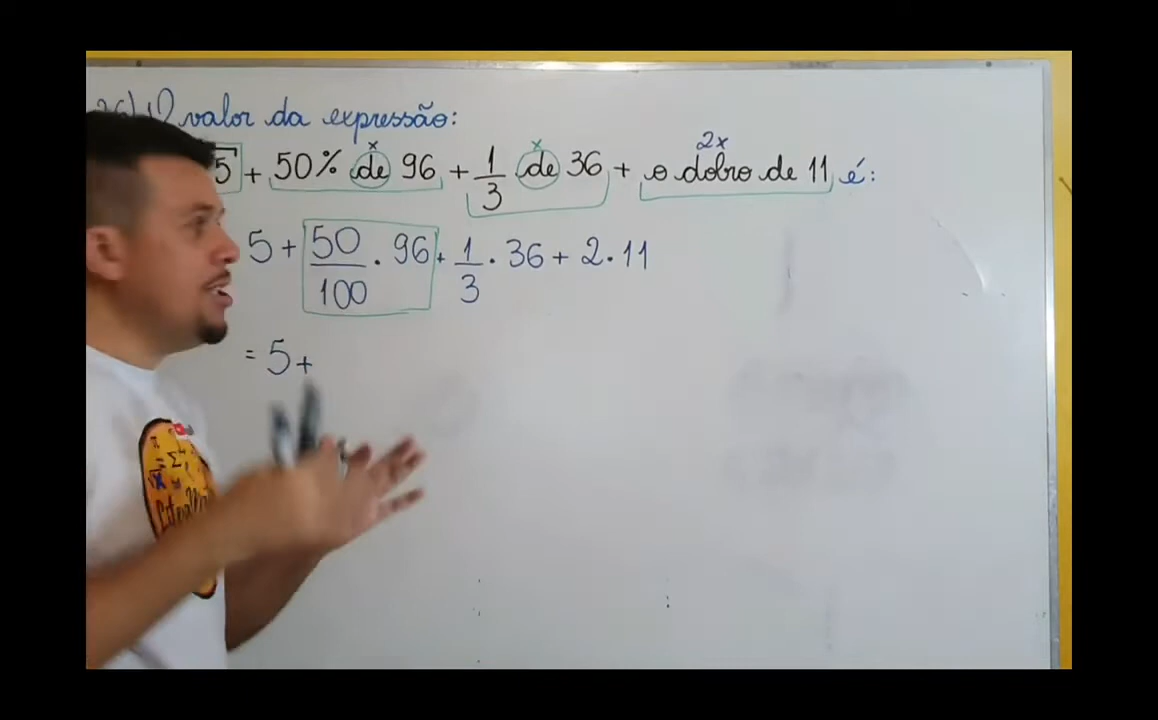 O valor da expressão:
5 + 50% de 96 + 1/3 de 36 + o dobro de 11 é:
x x 2x
5 + 50/100 . 96 + 1/3 . 36 + 2 . 11
= 5 +